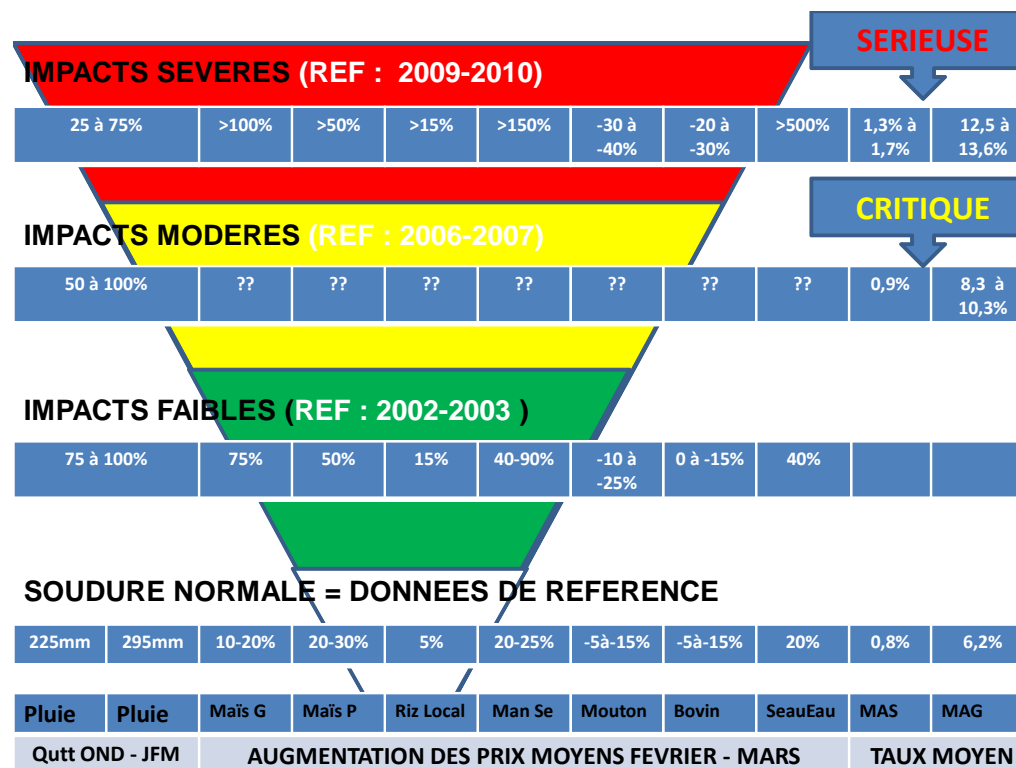 SERIEUSE
IMPACTS SEVERES (REF : 2009-2010)
25 à 75% >100% >50% >15% >150% -30 à -40% -20 à -30% >500% 1,3% à 1,7% 12,5 à 13,6%
CRITIQUE
IMPACTS MODERES (REF : 2006-2007)
50 à 100% ?? ?? ?? ?? ?? ?? ?? 0,9% 8,3 à 10,3%
IMPACTS FAIBLES (REF : 2002-2003 )
75 à 100% 75% 50% 15% 40-90% -10 à -25% 0 à -15% 40%
SOUDURE NORMALE = DONNEES DE REFERENCE
225mm 295mm 10-20% 20-30% 5% 20-25% -5à-15% -5à-15% 20% 0,8% 6,2%
Pluie Pluie Maïs G Maïs P Riz Local Man Se Mouton Bovin SeauEau MAS MAG
Qutt OND - JFM AUGMENTATION DES PRIX MOYENS FEVRIER - MARS TAUX MOYEN